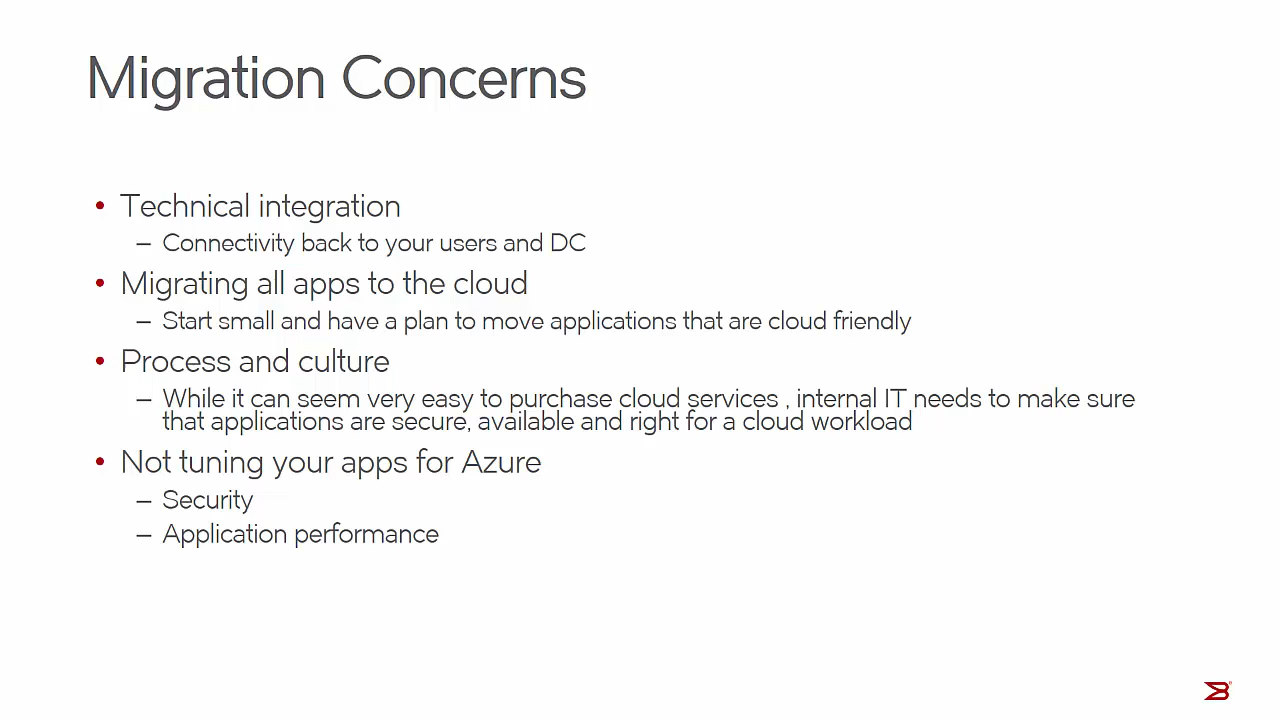 Migration Concerns
• Technical integration
– Connectivity back to your users and DC
• Migrating all apps to the cloud
– Start small and have a plan to move applications that are cloud friendly
• Process and culture
– While it can seem very easy to purchase cloud services , internal IT needs to make sure
that applications are secure, available and right for a cloud workload
• Not tuning your apps for Azure
– Security
– Application performance